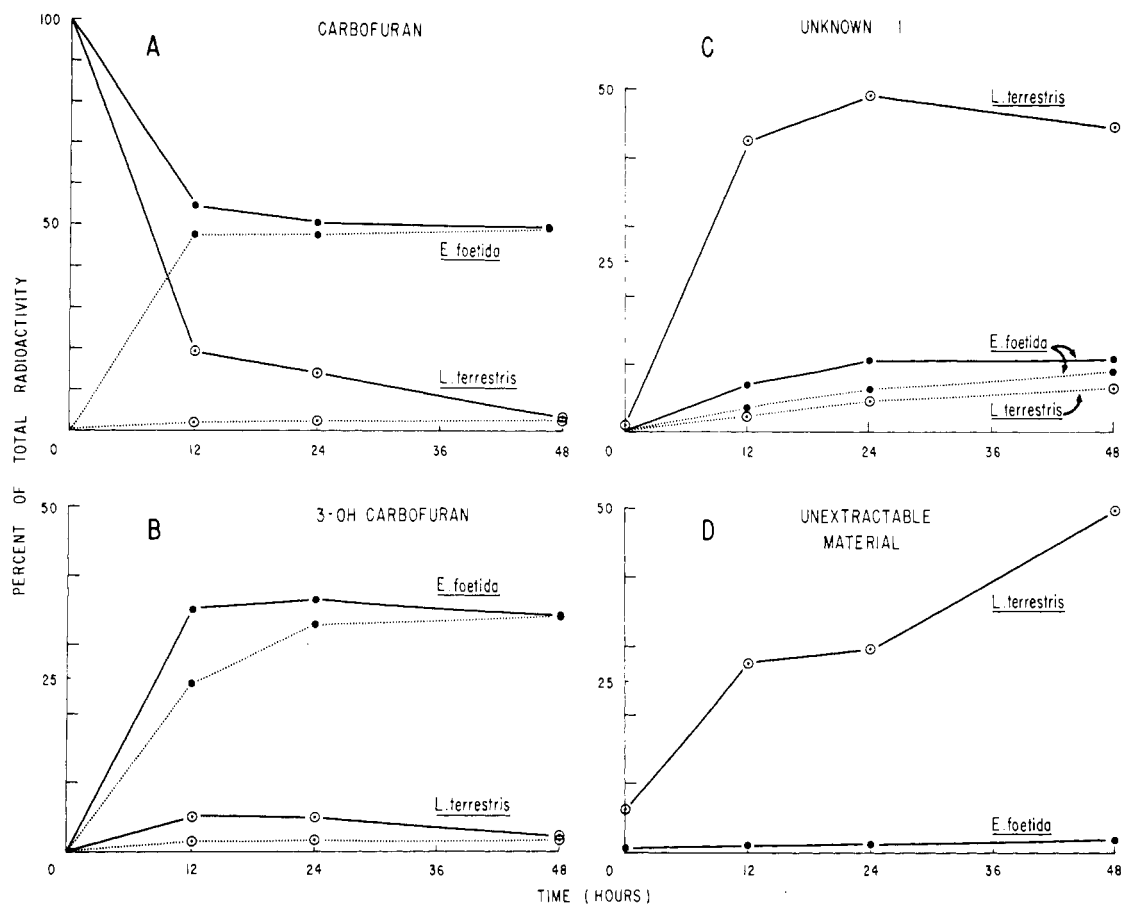 PERCENT OF TOTAL RADIOACTIVITY
A
CARBOFURAN
100
50
E. foetida
L. terrestris
0
12
24
36
48
B
3-OH CARBOFURAN
50
25
E. foetida
L. terrestris
0
12
24
36
48
C
UNKNOWN I
50
25
L. terrestris
E. foetida
L terrestris
0
12
24
36
48
D
UNEXTRACTABLE
MATERIAL
50
25
L. terrestris
E. foetida
0
12
24
36
48
TIME (HOURS)